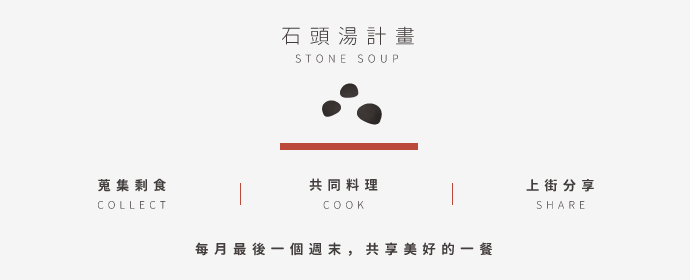 石頭湯計畫
STONE SOUP
蒐集剩食
COLLECT
共同料理
COOK
上街分享
SHARE
每月最後一個週末，共享美好的一餐